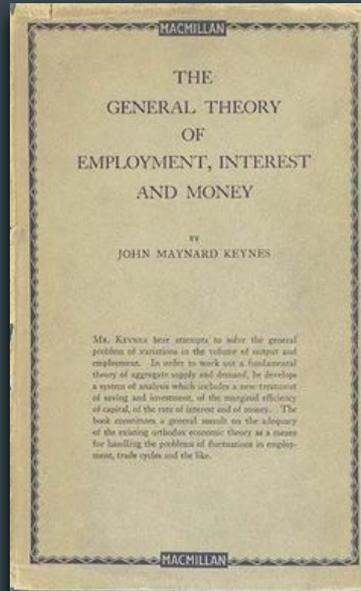 MACMILLAN
THE
GENERAL THEORY
OF
EMPLOYMENT, INTEREST
AND MONEY
BY
JOHN MAYNARD KEYNES
MR. KEYNES here attempts to solve the general
problem of variations in the volume of output and
employment. In order to work out a fundamental
theory of aggregate supply and demand, he develops
a system of analysis which includes a new treatment
of saving and investment, of the marginal efficiency
of capital, of the rate of interest and of money. The
book constitutes a general assault on the adequacy
of the existing orthodox economic theory as a means
for handling the problems of fluctuations in employ-
ment, trade cycles and the like.
MACMILLAN